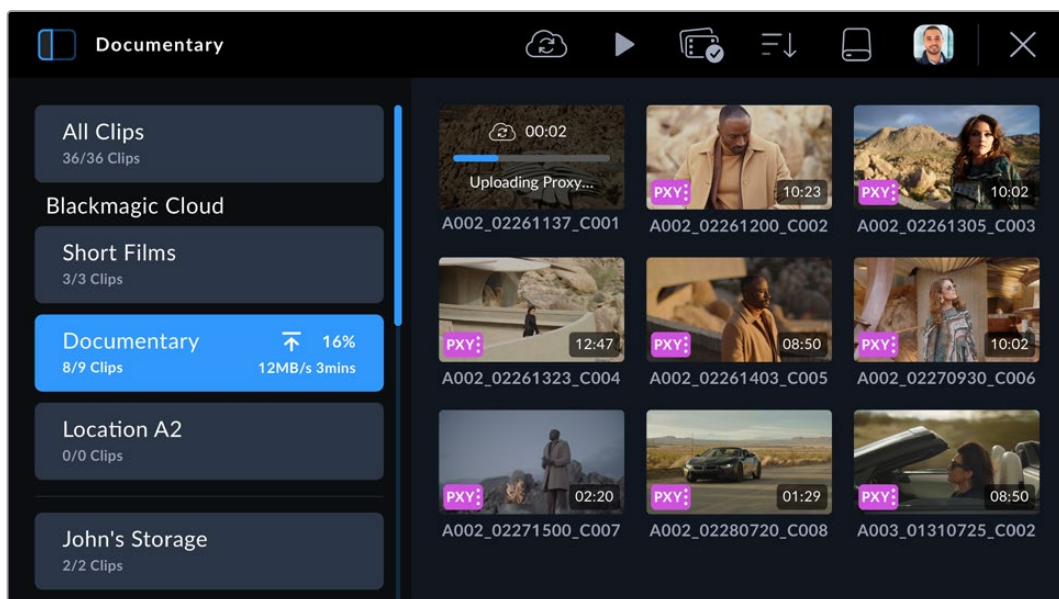 Documentary
All Clips
36/36 Clips
Blackmagic Cloud
Short Films
3/3 Clips
Documentary 16%
8/9 Clips 12MB/s 3mins
Location A2
0/0 Clips
John's Storage
2/2 Clips
00:02
Uploading Proxy...
A002_02261137_C001
PXY 10:23
A002_02261200_C002
PXY 10:02
A002_02261305_C003
PXY 12:47
A002_02261323_C004
PXY 08:50
A002_02261403_C005
PXY 10:02
A002_02270930_C006
PXY 02:20
A002_02271500_C007
PXY 01:29
A002_02280720_C008
PXY 08:50
A003_01310725_C002